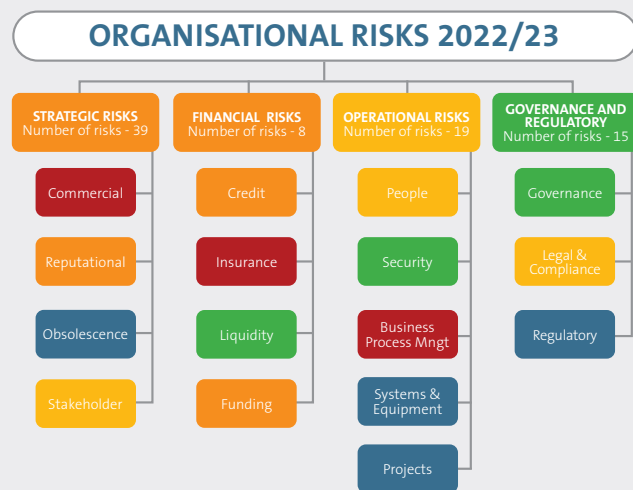 ORGANISATIONAL RISKS 2022/23
STRATEGIC RISKS
Number of risks - 39
Commercial
Reputational
Obsolescence
Stakeholder
FINANCIAL RISKS
Number of risks - 8
Credit
Insurance
Liquidity
Funding
OPERATIONAL RISKS
Number of risks - 19
People
Security
Business
Process Mngt
Systems &
Equipment
Projects
GOVERNANCE AND
REGULATORY
Number of risks - 15
Governance
Legal &
Compliance
Regulatory